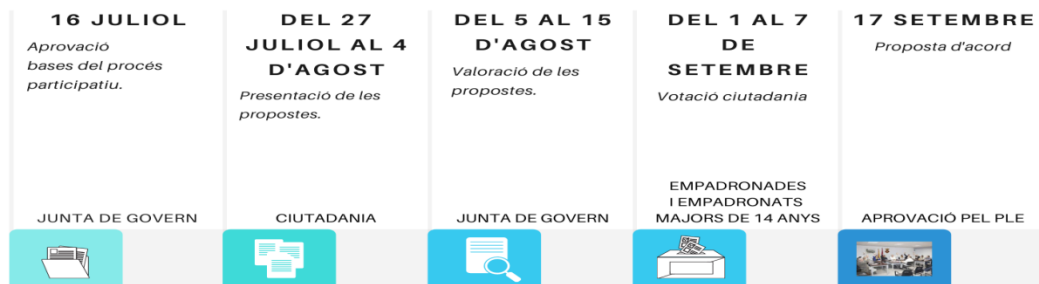 16 JULIOL
Aprovació
bases del procés
participatiu.
JUNTA DE GOVERN
DEL 27
JULIOL AL 4
D'AGOST
Presentació de les
propostes.
CIUTADANIA
DEL 5 AL 15
D'AGOST
Valoració de les
propostes.
JUNTA DE GOVERN
DEL 1 AL 7
DE
SETEMBRE
Votació ciutadania
EMPADRONADES
I EMPADRONATS
MAJORS DE 14 ANYS
17 SETEMBRE
Proposta d'acord
APROVACIÓ PEL PLE